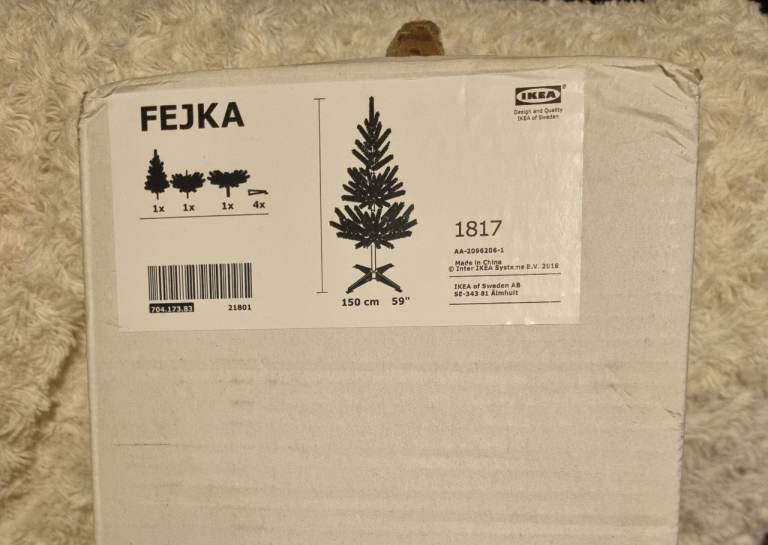 FEJKA
IKEA
Design and Quality
IKEA of Sweden
1x 1x 1x 4x
1817
AA-2096206-1
Made in China
© Inter IKEA Systems B.V. 2018
IKEA of Sweden AB
SE-343 81 Älmhult
704.173.83 21801
150 cm 59"